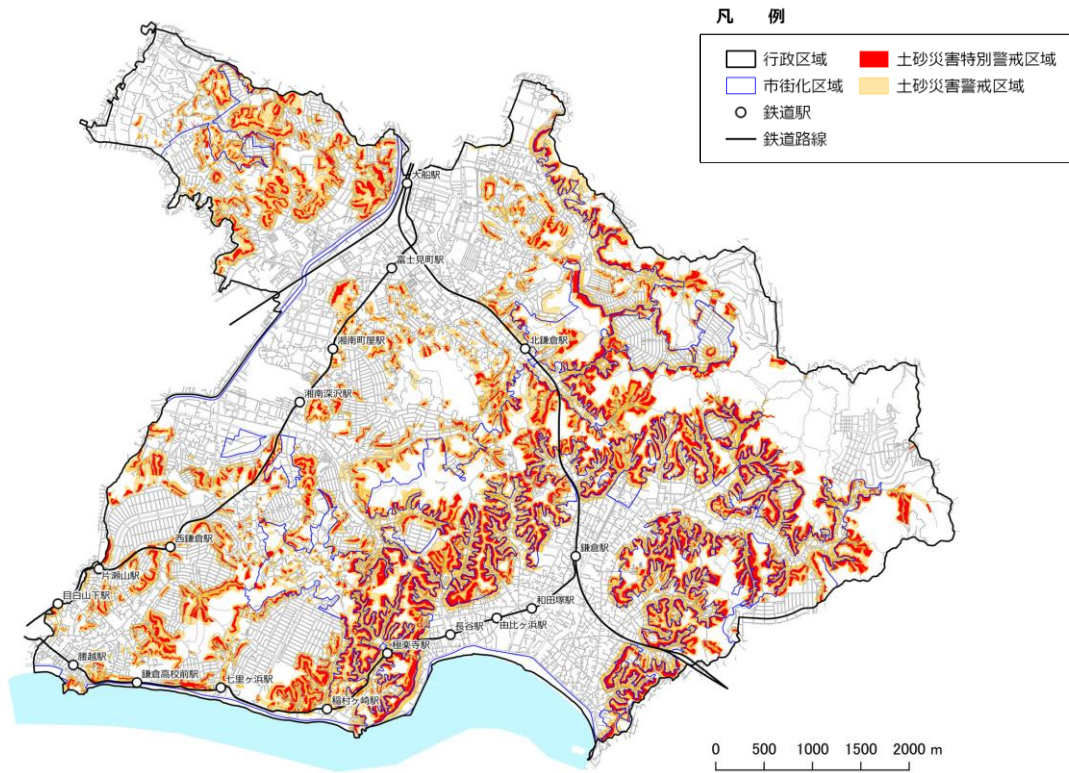 凡 例
行政区域
土砂災害特別警戒区域
市街化区域
土砂災害警戒区域
鉄道駅
鉄道路線
大船駅
富士見町駅
湘南町屋駅
北鎌倉駅
湘南深沢駅
西鎌倉駅
鎌倉駅
片瀬山駅
目白山下駅
和田塚駅
由比ヶ浜駅
長谷駅
極楽寺駅
腰越駅
鎌倉高校前駅
七里ヶ浜駅
稲村ヶ崎駅
0 500 1000 1500 2000 m